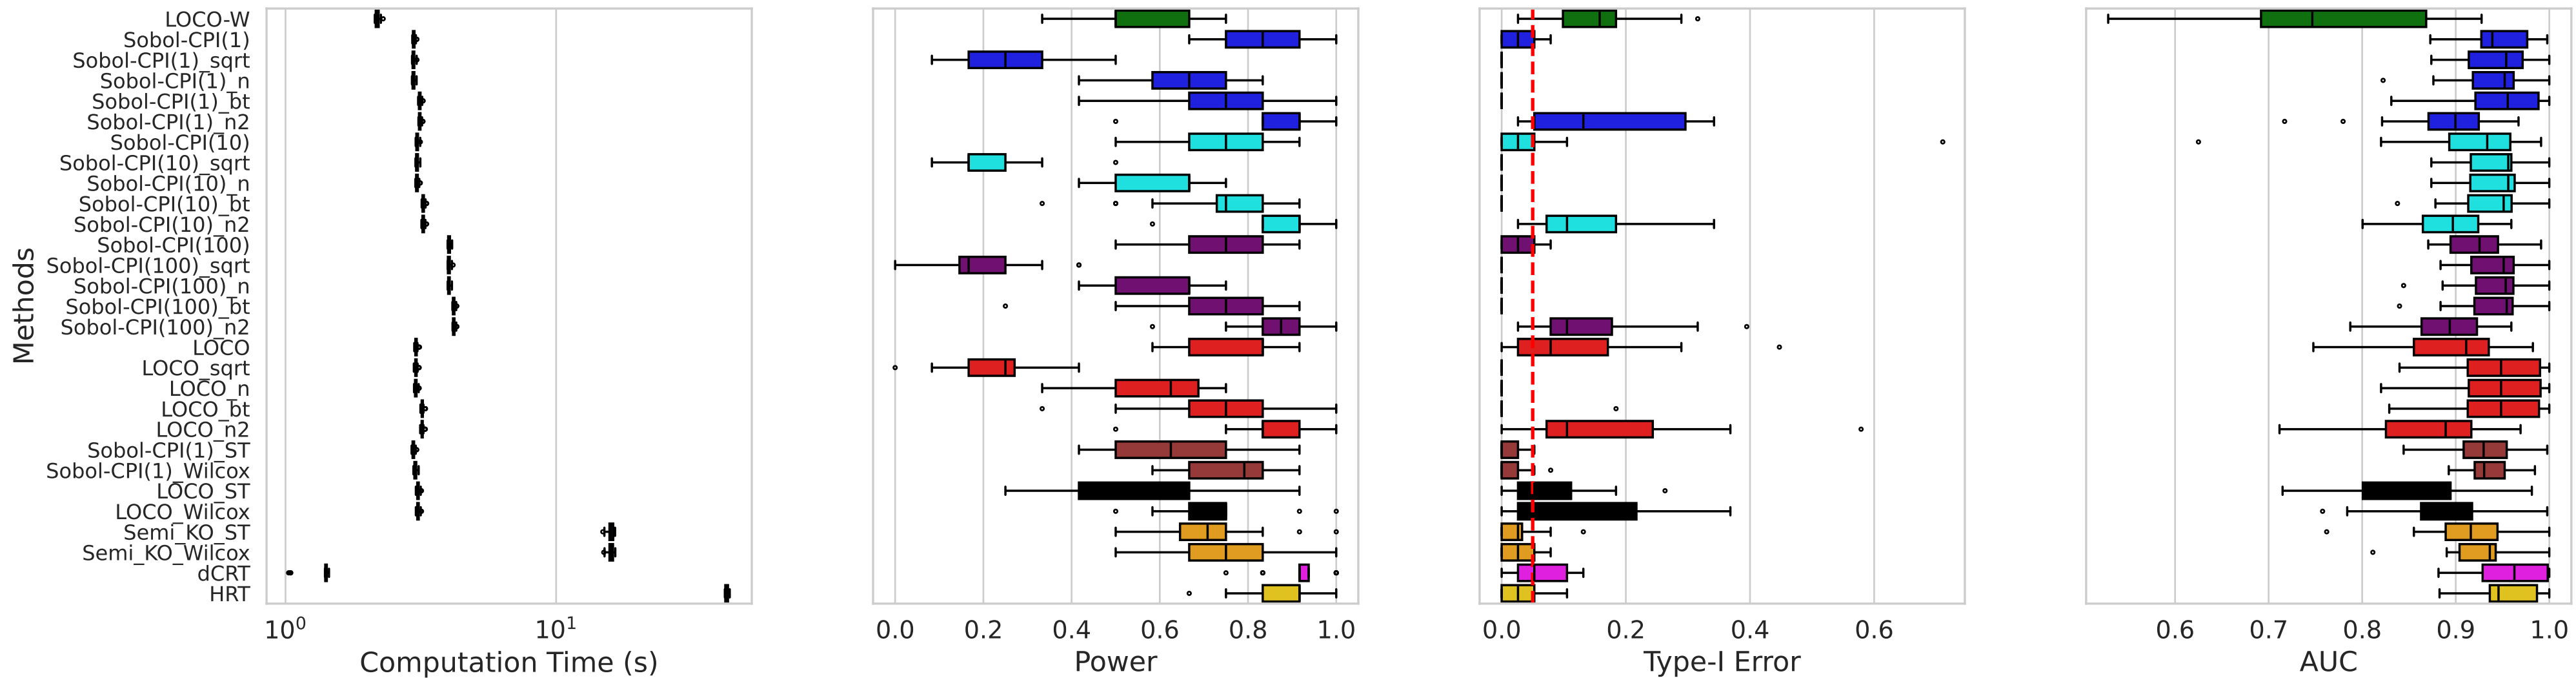 Methods
LOCO-W
Sobol-CPI(1)
Sobol-CPI(1)_sqrt
Sobol-CPI(1)_n
Sobol-CPI(1)_bt
Sobol-CPI(1)_n2
Sobol-CPI(10)
Sobol-CPI(10)_sqrt
Sobol-CPI(10)_n
Sobol-CPI(10)_bt
Sobol-CPI(10)_n2
Sobol-CPI(100)
Sobol-CPI(100)_sqrt
Sobol-CPI(100)_n
Sobol-CPI(100)_bt
Sobol-CPI(100)_n2
LOCO
LOCO_sqrt
LOCO_n
LOCO_bt
LOCO_n2
Sobol-CPI(1)_ST
Sobol-CPI(1)_Wilcox
LOCO_ST
LOCO_Wilcox
Semi_KO_ST
Semi_KO_Wilcox
dCRT
HRT
10⁰ 10¹
Computation Time (s)
0.0 0.2 0.4 0.6 0.8 1.0
Power
0.0 0.2 0.4 0.6
Type-I Error
0.6 0.7 0.8 0.9 1.0
AUC